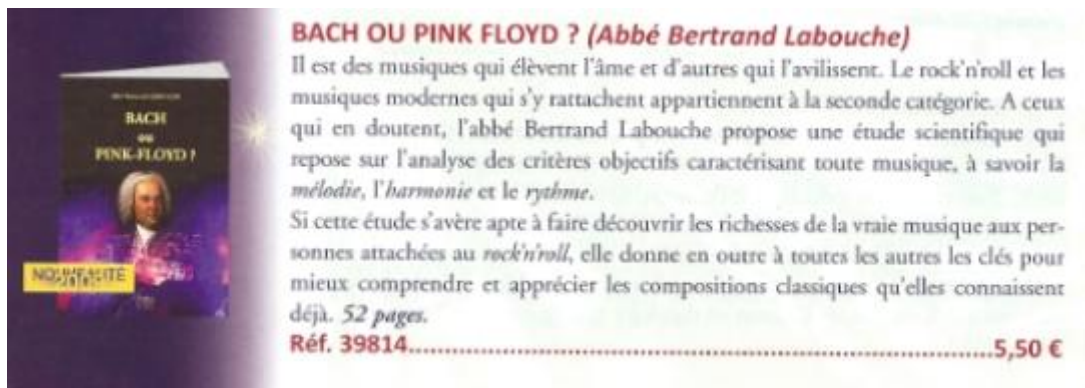 BACH OU PINK FLOYD ? (Abbé Bertrand Labouche)
Il est des musiques qui élèvent l'âme et d'autres qui l'avilissent. Le rock'n'roll et les
musiques modernes qui s'y rattachent appartiennent à la seconde catégorie. A ceux
qui en doutent, l'abbé Bertrand Labouche propose une étude scientifique qui
repose sur l'analyse des critères objectifs caractérisant toute musique, à savoir la
mélodie, l'harmonie et le rythme.
Si cette étude s'avère apte à faire découvrir les richesses de la vraie musique aux per-
sonnes attachées au rock'n'roll, elle donne en outre à toutes les autres les clés pour
mieux comprendre et apprécier les compositions classiques qu'elles connaissent
déjà. 52 pages.
Réf. 39814...........................................................................5,50 €
BACH
ou
PINK-FLOYD ?
NOUVEAUTÉ